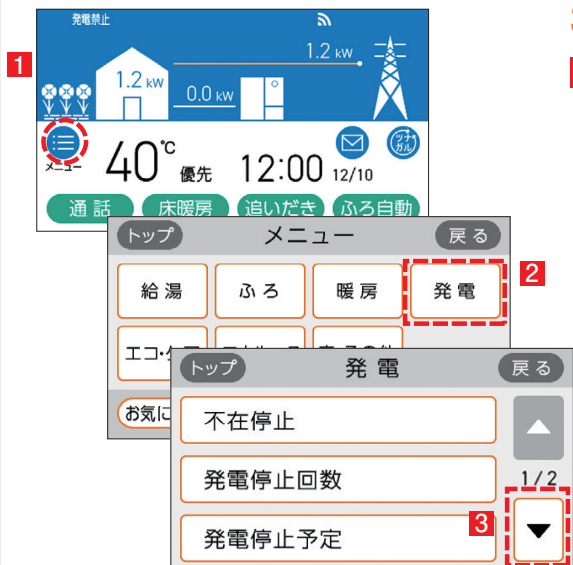 発電禁止
1
1.2 kW
1.2 kW
0.0 kW
メニュー
40℃
優先
12:00
12/10
ツナガル
通話
床暖房
追いだき
ふろ自動
トップ
メニュー
戻る
2
給湯
ふろ
暖房
発電
エコ・
お気に
トップ
発電
戻る
不在停止
発電停止回数
1/2
発電停止予定
3